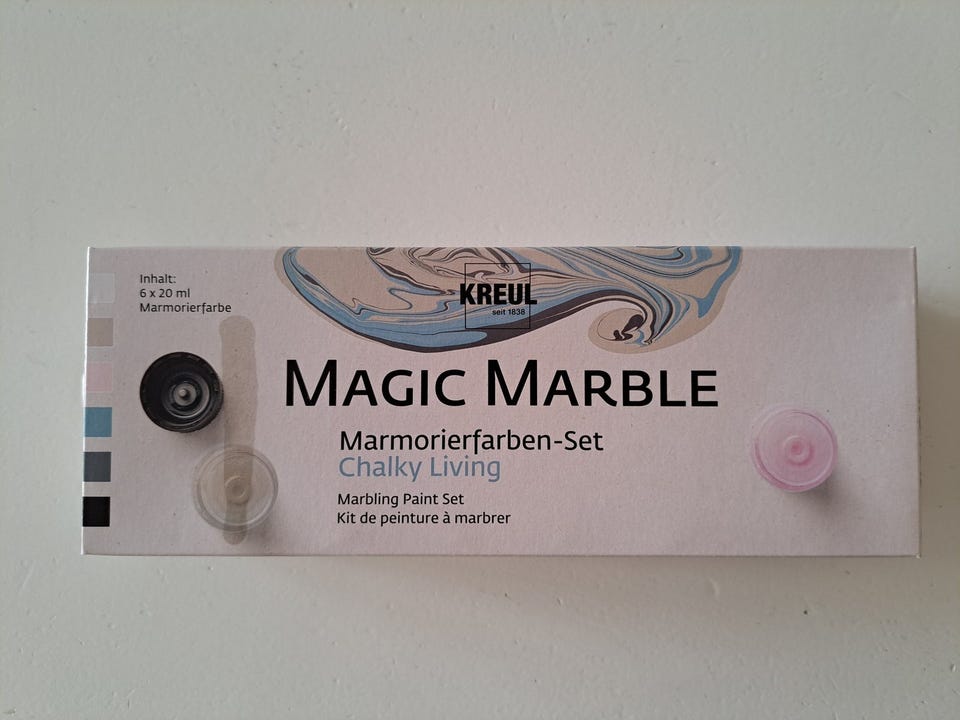 Inhalt:
6 x 20 ml
Marmorierfarbe
KREUL
seit 1838
MAGIC MARBLE
Marmorierfarben-Set
Chalky Living
Marbling Paint Set
Kit de peinture à marbrer